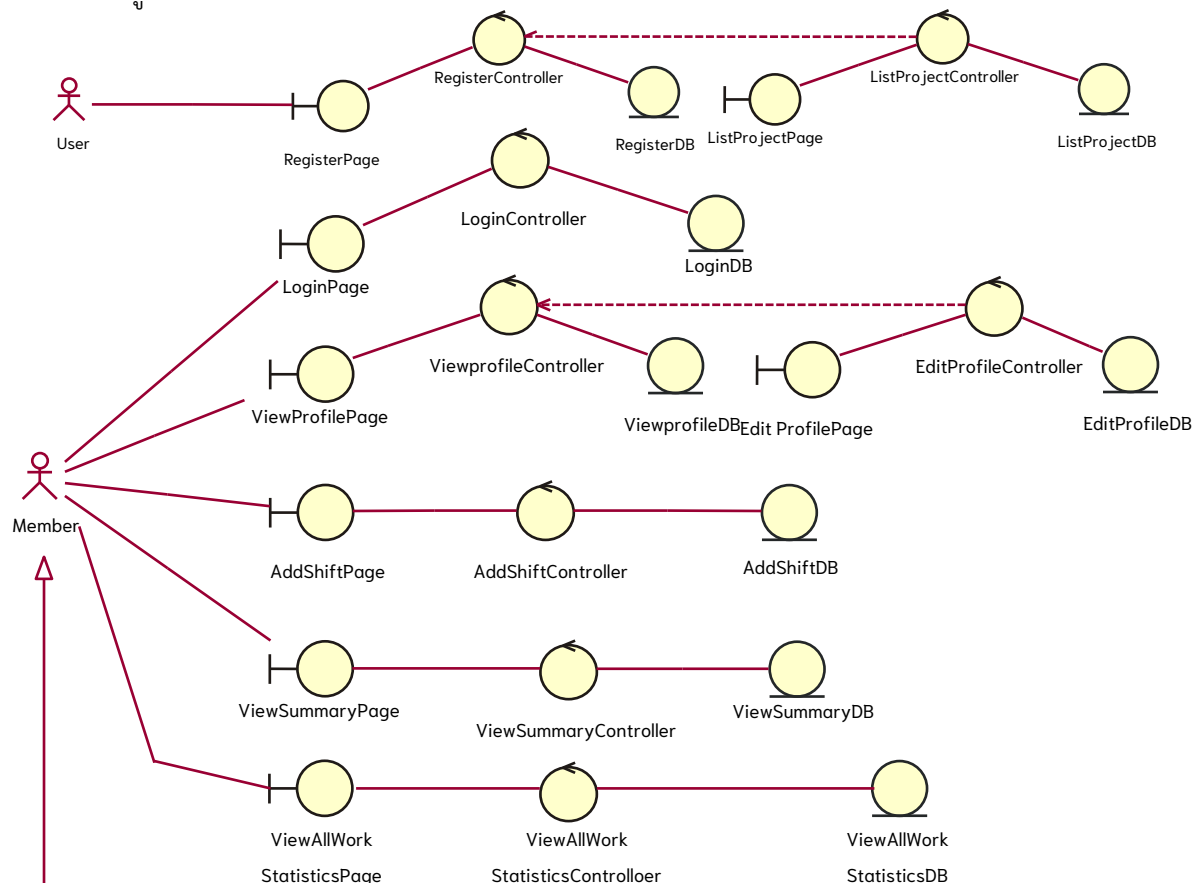 RegisterController
ListProjectController
User
RegisterPage
RegisterDB
ListProjectPage
ListProjectDB
LoginController
LoginPage
LoginDB
ViewprofileController
EditProfileController
ViewProfilePage
ViewprofileDB
Edit ProfilePage
EditProfileDB
Member
AddShiftPage
AddShiftController
AddShiftDB
ViewSummaryPage
ViewSummaryController
ViewSummaryDB
ViewAllWork
StatisticsPage
ViewAllWork
StatisticsControlloer
ViewAllWork
StatisticsDB